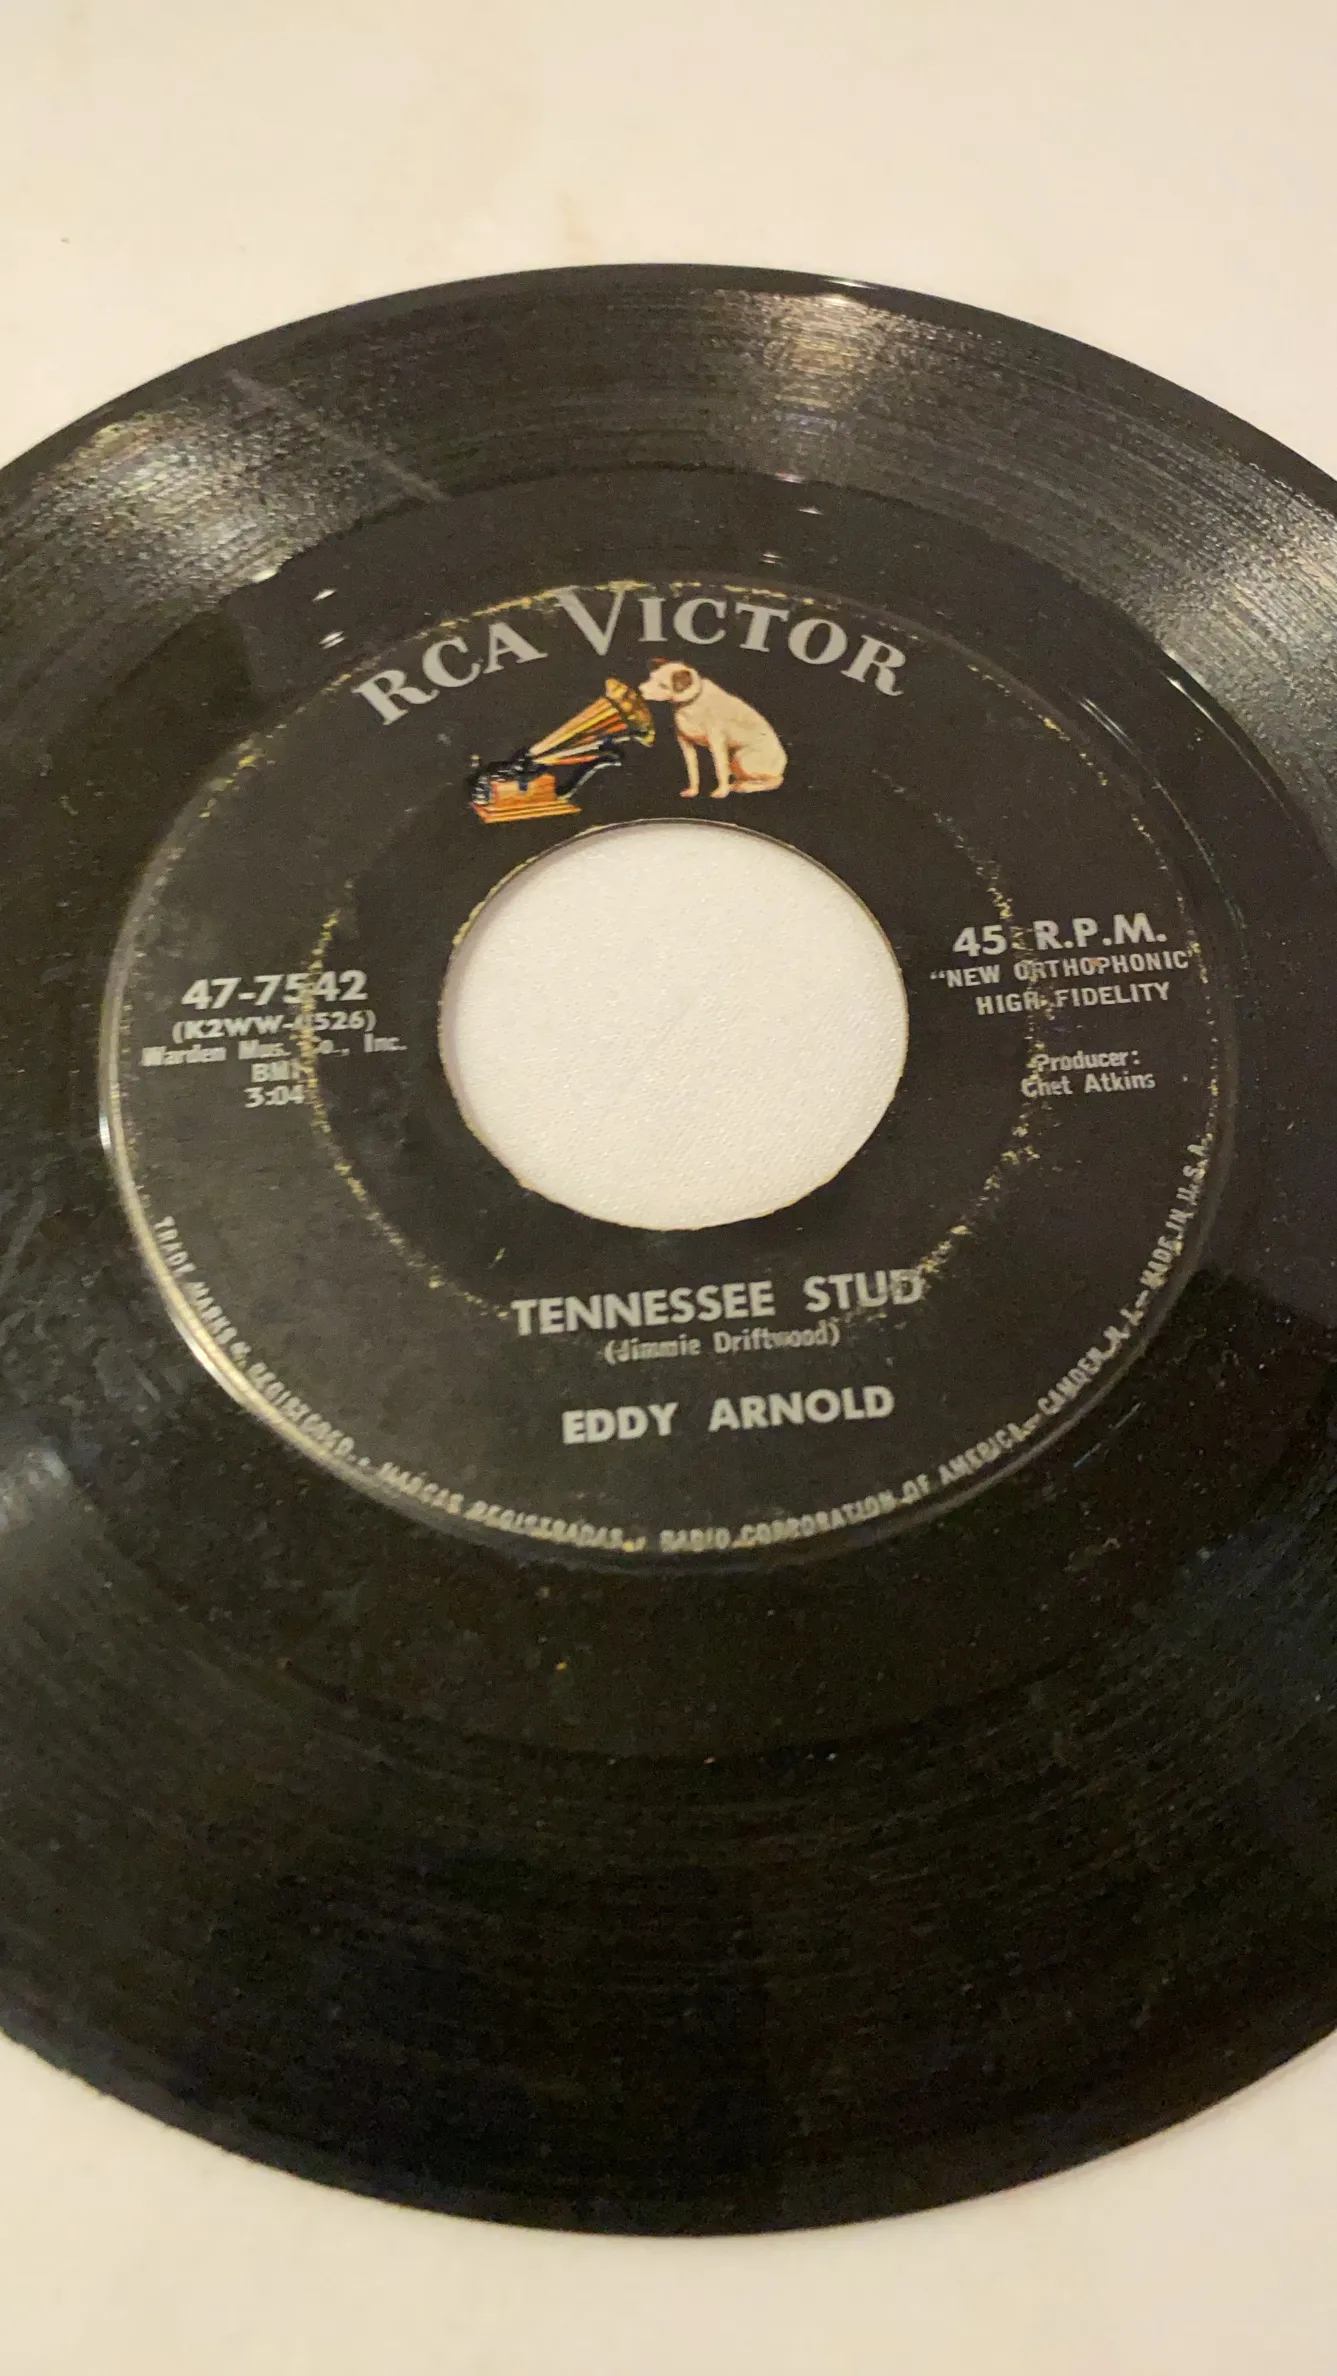 RCA VICTOR
47-7542
(K2WW- 526)
Warden Mus. Co., Inc.
BMI
3:04
45 R.P.M.
"NEW ORTHOPHONIC"
HIGH FIDELITY
Producer:
Chet Atkins
TENNESSEE STUD
(Jimmie Driftwood)
EDDY ARNOLD
TRADE MARKS ® REGISTERED • MARCAS REGISTRADAS • RADIO CORPORATION OF AMERICA - CAMDEN, N. J. - MADE IN U.S.A.